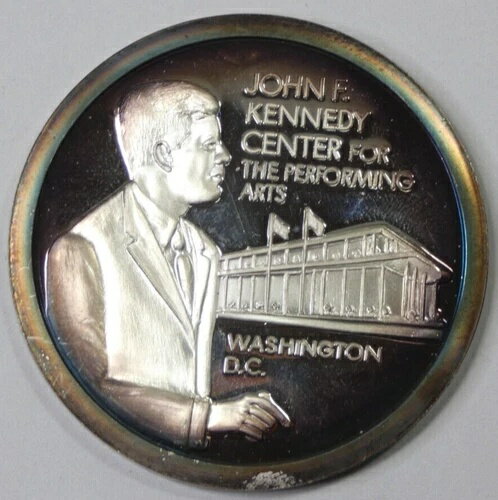 JOHN F.
KENNEDY
CENTER FOR
THE PERFORMING
ARTS
WASHINGTON
D.C.